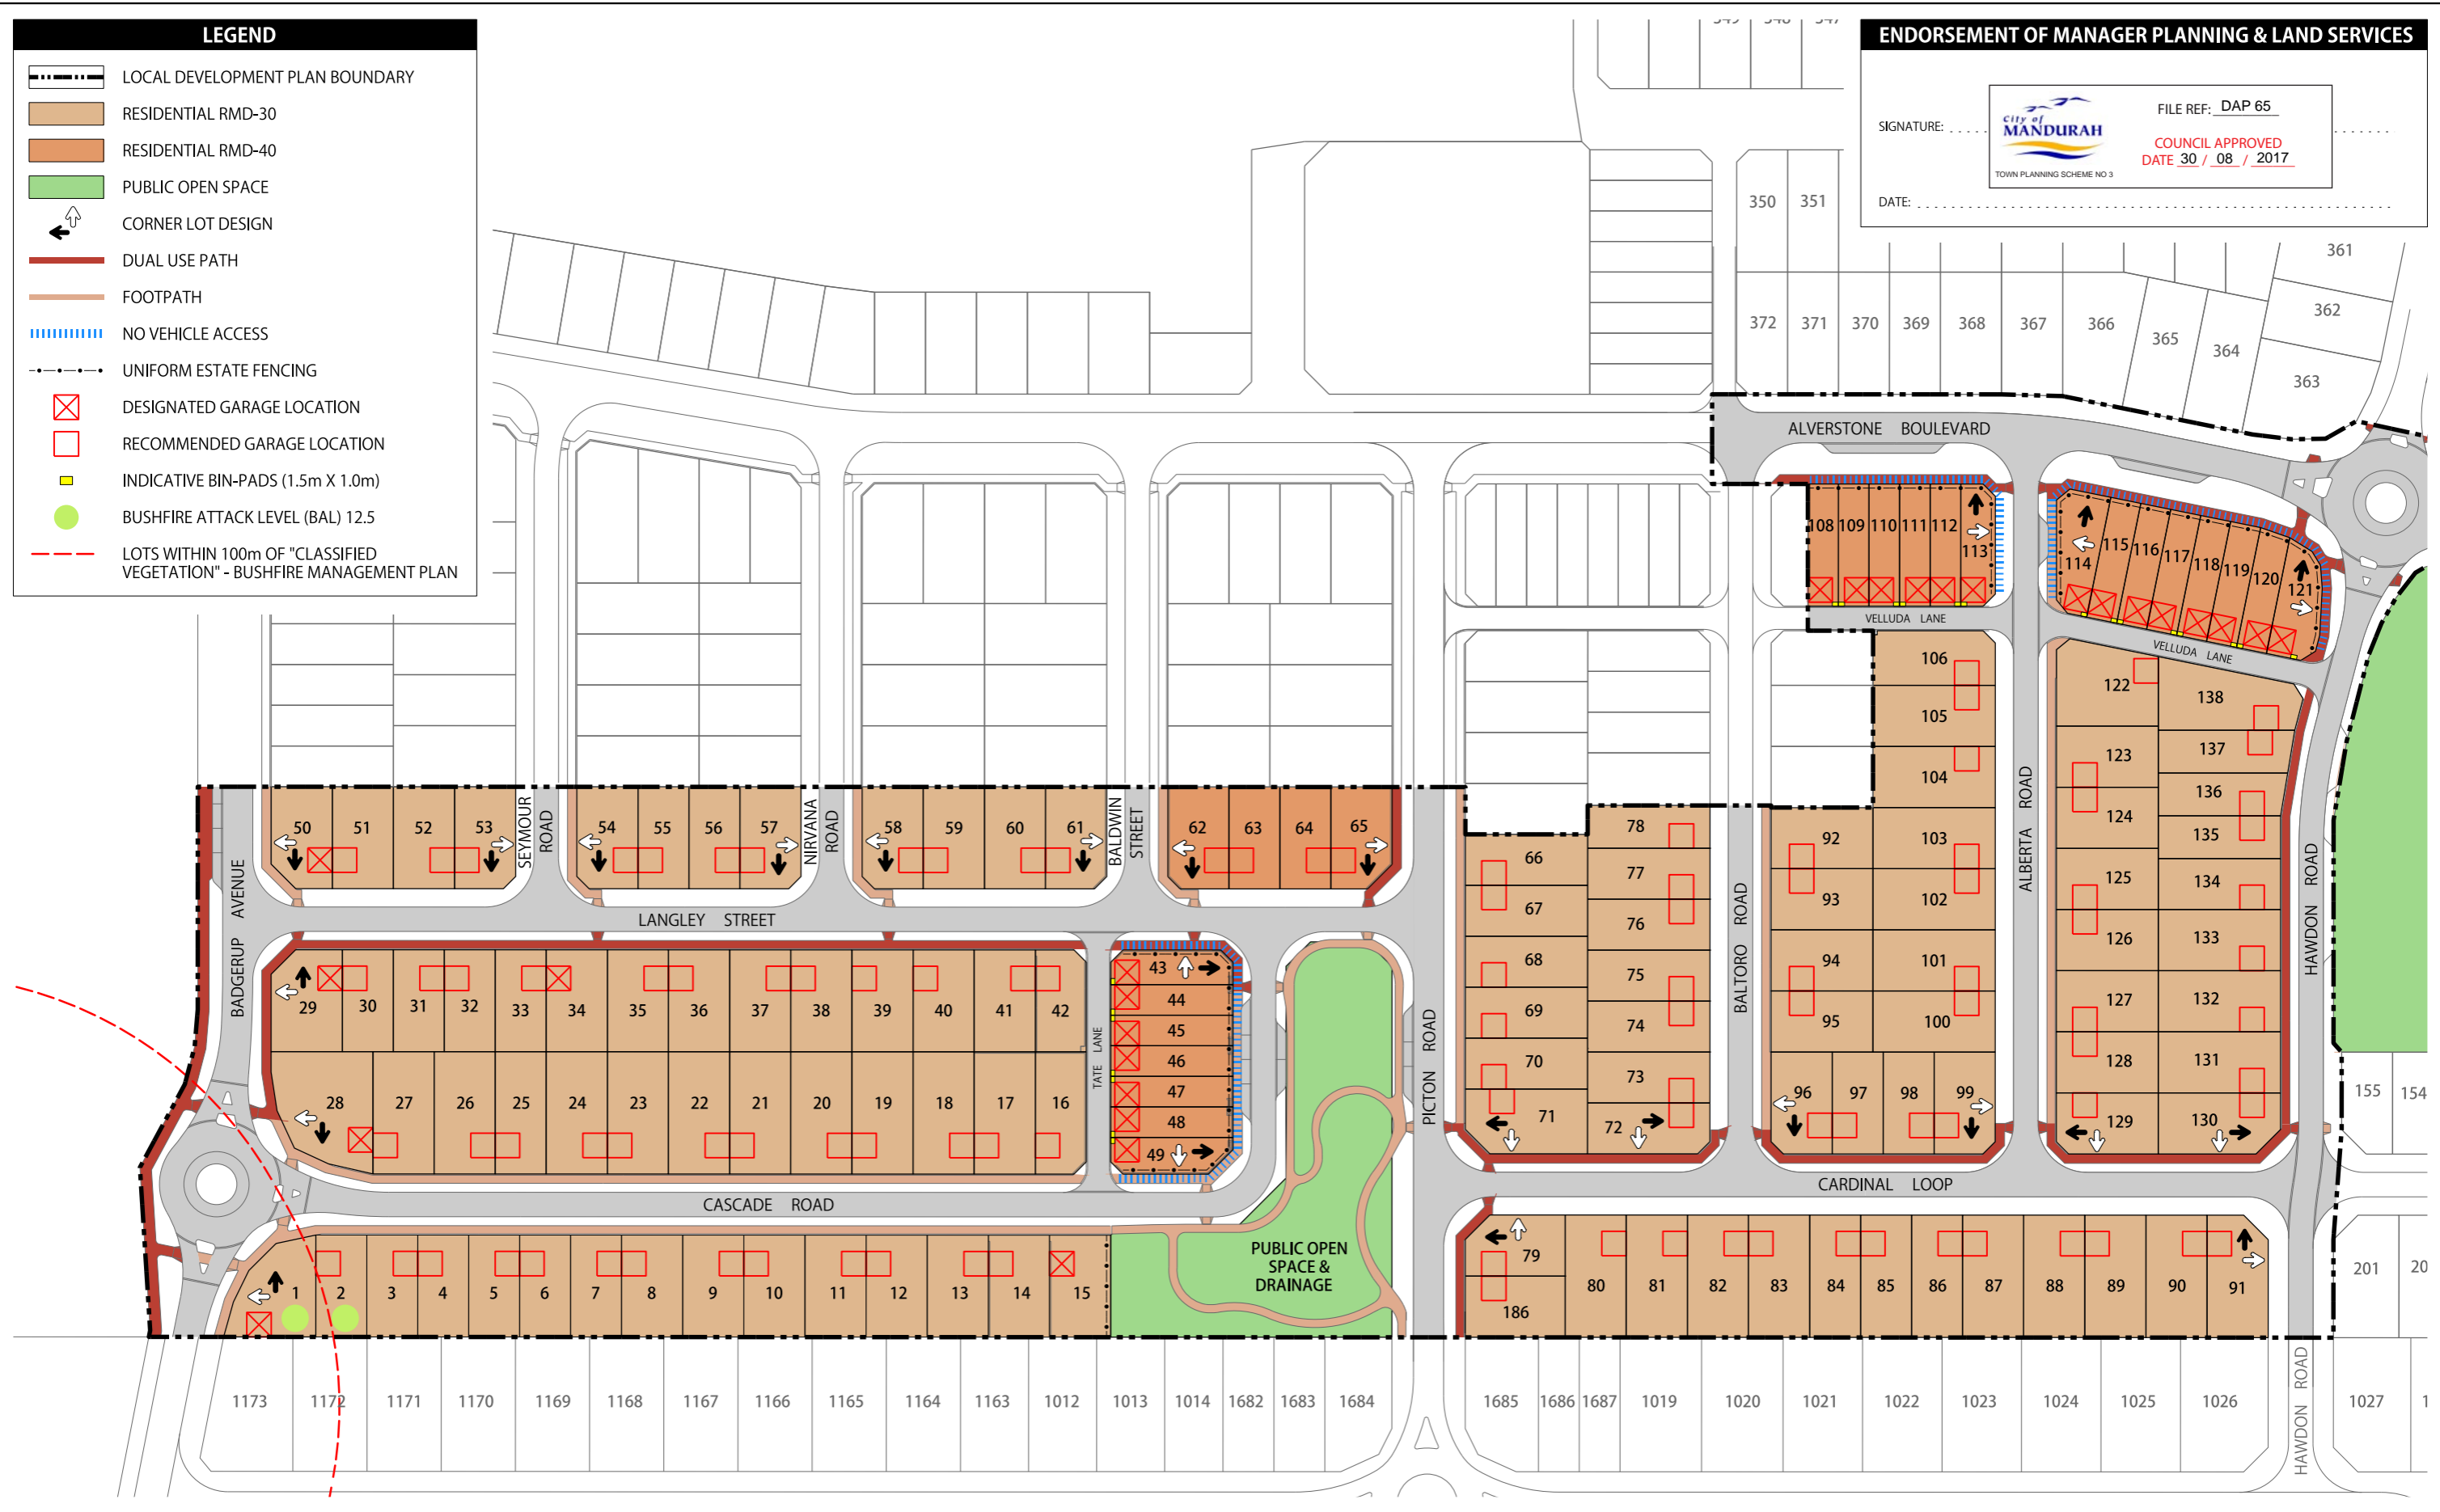 LEGEND
LOCAL DEVELOPMENT PLAN BOUNDARY
RESIDENTIAL RMD-30
RESIDENTIAL RMD-40
PUBLIC OPEN SPACE
CORNER LOT DESIGN
DUAL USE PATH
FOOTPATH
NO VEHICLE ACCESS
UNIFORM ESTATE FENCING
DESIGNATED GARAGE LOCATION
RECOMMENDED GARAGE LOCATION
INDICATIVE BIN-PADS (1.5m X 1.0m)
BUSHFIRE ATTACK LEVEL (BAL) 12.5
LOTS WITHIN 100m OF "CLASSIFIED
VEGETATION" - BUSHFIRE MANAGEMENT PLAN
ENDORSEMENT OF MANAGER PLANNING & LAND SERVICES
SIGNATURE:
City of
MANDURAH
TOWN PLANNING SCHEME NO 3
FILE REF: DAP 65
COUNCIL APPROVED
DATE 30 / 08 / 2017
DATE:
349 348 347
350 351
361
362
363
372 371 370 369 368 367 366 365 364
ALVERSTONE BOULEVARD
108 109 110 111 112 113
114 115 116 117 118 119 120 121
VELLUDA LANE
VELLUDA LANE
106
105
104
103
102
101
100
92
93
94
95
96 97 98 99
122
123
124
125
126
127
128
129
138
137
136
135
134
133
132
131
130
ALBERTA ROAD
HAWDON ROAD
BALTORO ROAD
PICTON ROAD
66
67
68
69
70
71
78
77
76
75
74
73
72
50 51 52 53
SEYMOUR
ROAD
54 55 56 57
NIRVANA
ROAD
58 59 60 61
BALDWIN
STREET
62 63 64 65
BADGERUP AVENUE
LANGLEY STREET
29 30 31 32 33 34 35 36 37 38 39 40 41 42
28 27 26 25 24 23 22 21 20 19 18 17 16
TATE LANE
43
44
45
46
47
48
49
CASCADE ROAD
CARDINAL LOOP
1 2 3 4 5 6 7 8 9 10 11 12 13 14 15
PUBLIC OPEN
SPACE &
DRAINAGE
79
186
80 81 82 83 84 85 86 87 88 89 90 91
155 154
201 20
1173 1172 1171 1170 1169 1168 1167 1166 1165 1164 1163 1012 1013 1014 1682 1683 1684
1685 1686 1687 1019 1020 1021 1022 1023 1024 1025 1026
HAWDON ROAD
1027 1